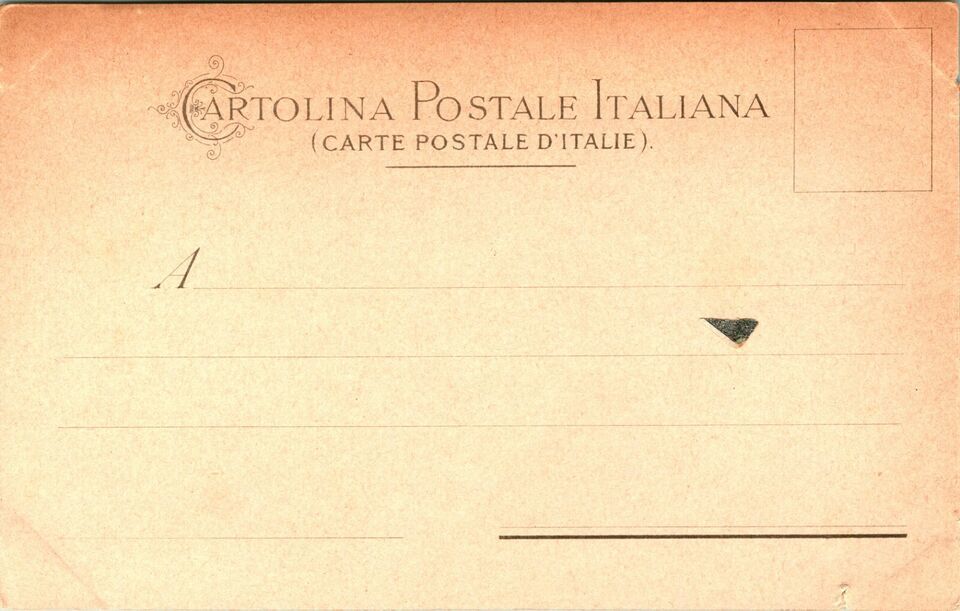 CARTOLINA POSTALE ITALIANA
(CARTE POSTALE D'ITALIE).
A